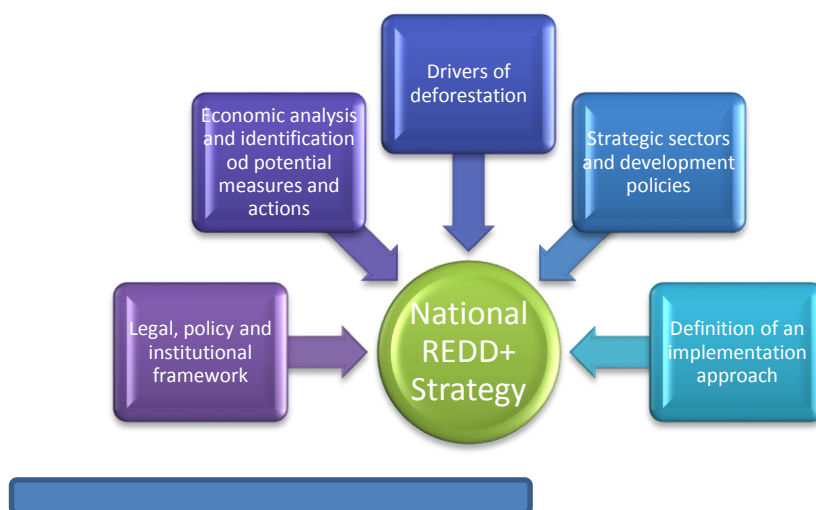 Drivers of
deforestation
Economic analysis
and identification
od potential
measures and
actions
Strategic sectors
and development
policies
Legal, policy and
institutional
framework
National
REDD+
Strategy
Definition of an
implementation
approach